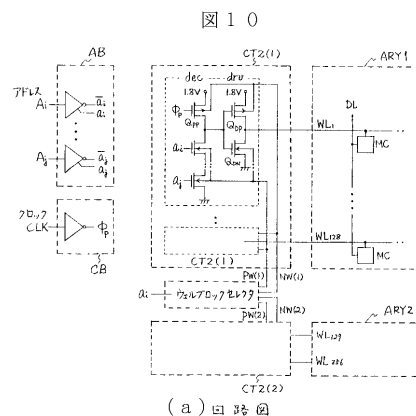 図１０
AB
アドレス
Ai
āi
ai
Aj
āj
aj
クロック
CLK
Φp
CB
CT2(1)
dec
drv
1.8V
1.8V
Φp
QPP
QDP
ai
QDN
aj
CT2(1)
ARY1
DL
WL1
MC
WL128
MC
PW(1)
NW(1)
ai
ウェルブロックセレクタ
PW(2)
NW(2)
ARY2
WL129
WL256
CT2(2)
(a) 回路図